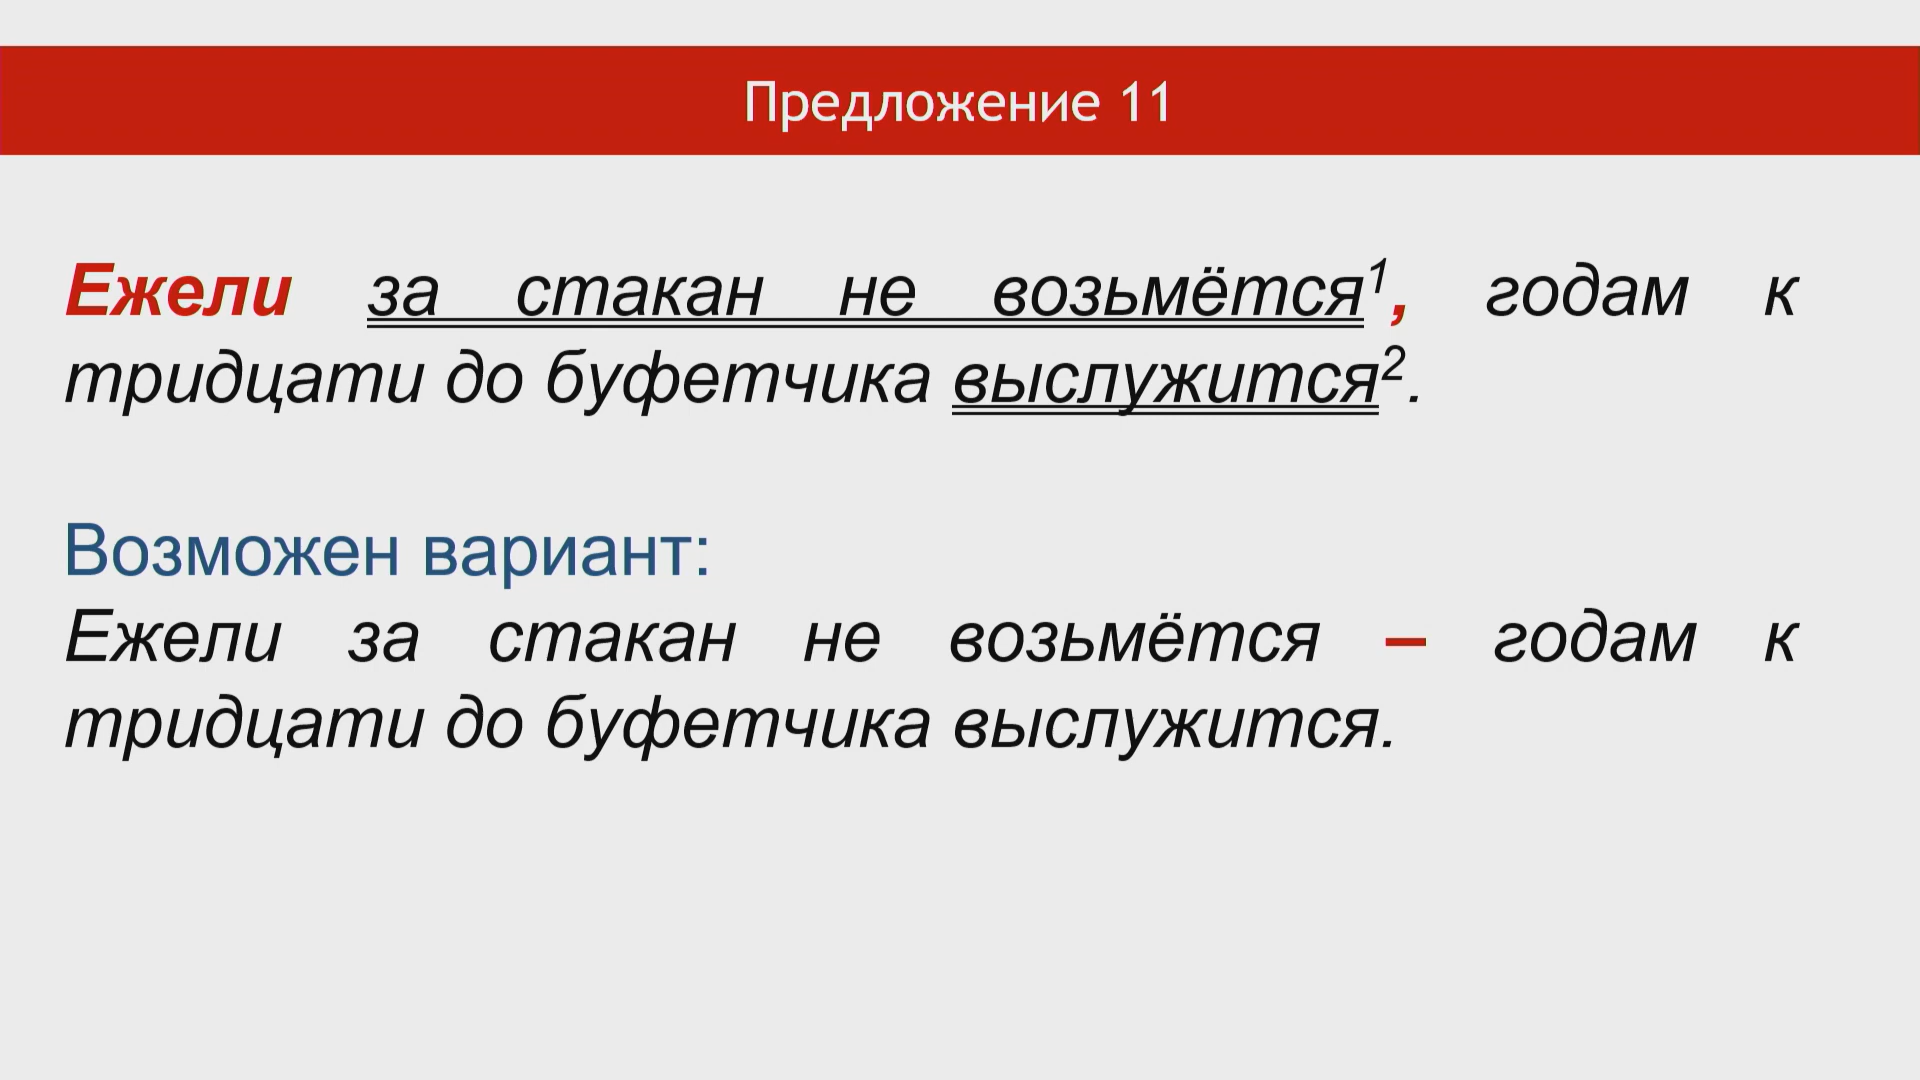 Предложение 11
Ежели за стакан не возьмётся¹, годам к
тридцати до буфетчика выслужится².
Возможен вариант:
Ежели за стакан не возьмётся – годам к
тридцати до буфетчика выслужится.